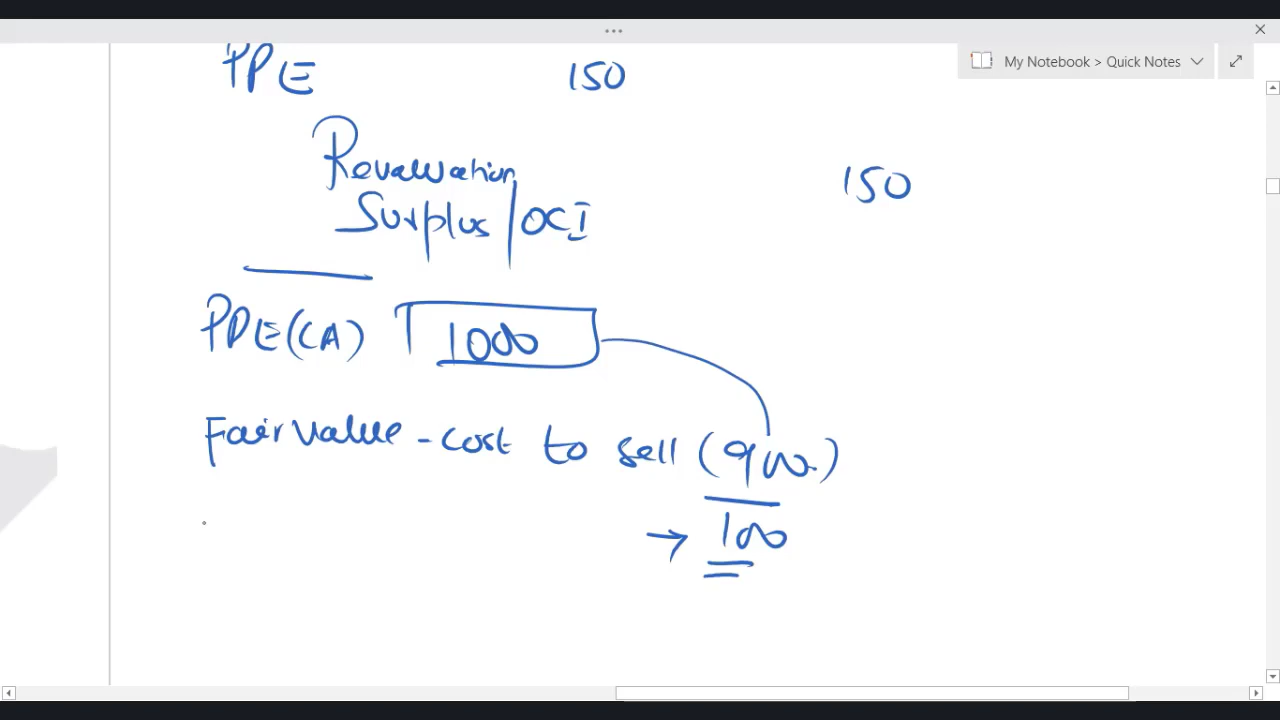 My Notebook > Quick Notes
PPE 150
Revaluation 150
Surplus/OCI
PPE(CA) 1000
Fair value - cost to sell (900)
→ 100